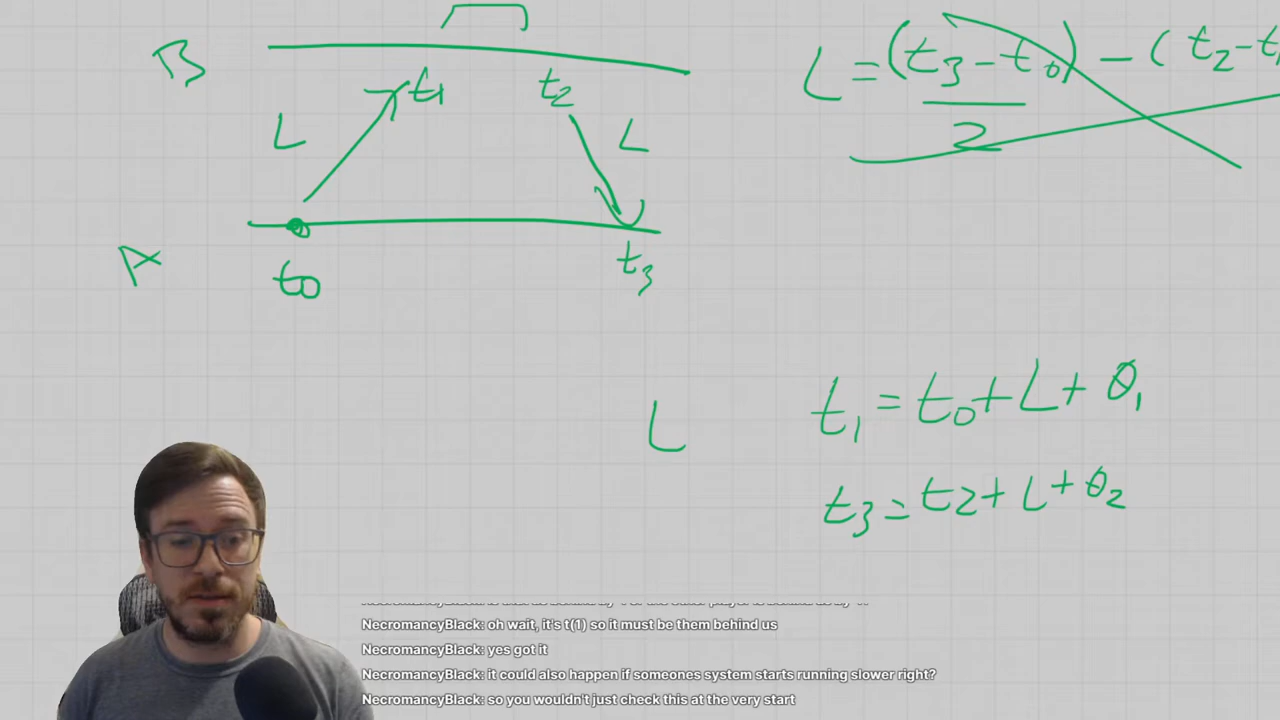 B
t1
t2
L
L
A
t0
t3
L = (t3 - t0) - (t2 - t1
2
L
t1 = t0 + L + θ1
t3 = t2 + L + θ2
NecromancyBlack: oh wait, it's t(1) so it must be them behind us
NecromancyBlack: yes got it
NecromancyBlack: it could also happen if someones system starts running slower right?
NecromancyBlack: so you wouldn't just check this at the very start